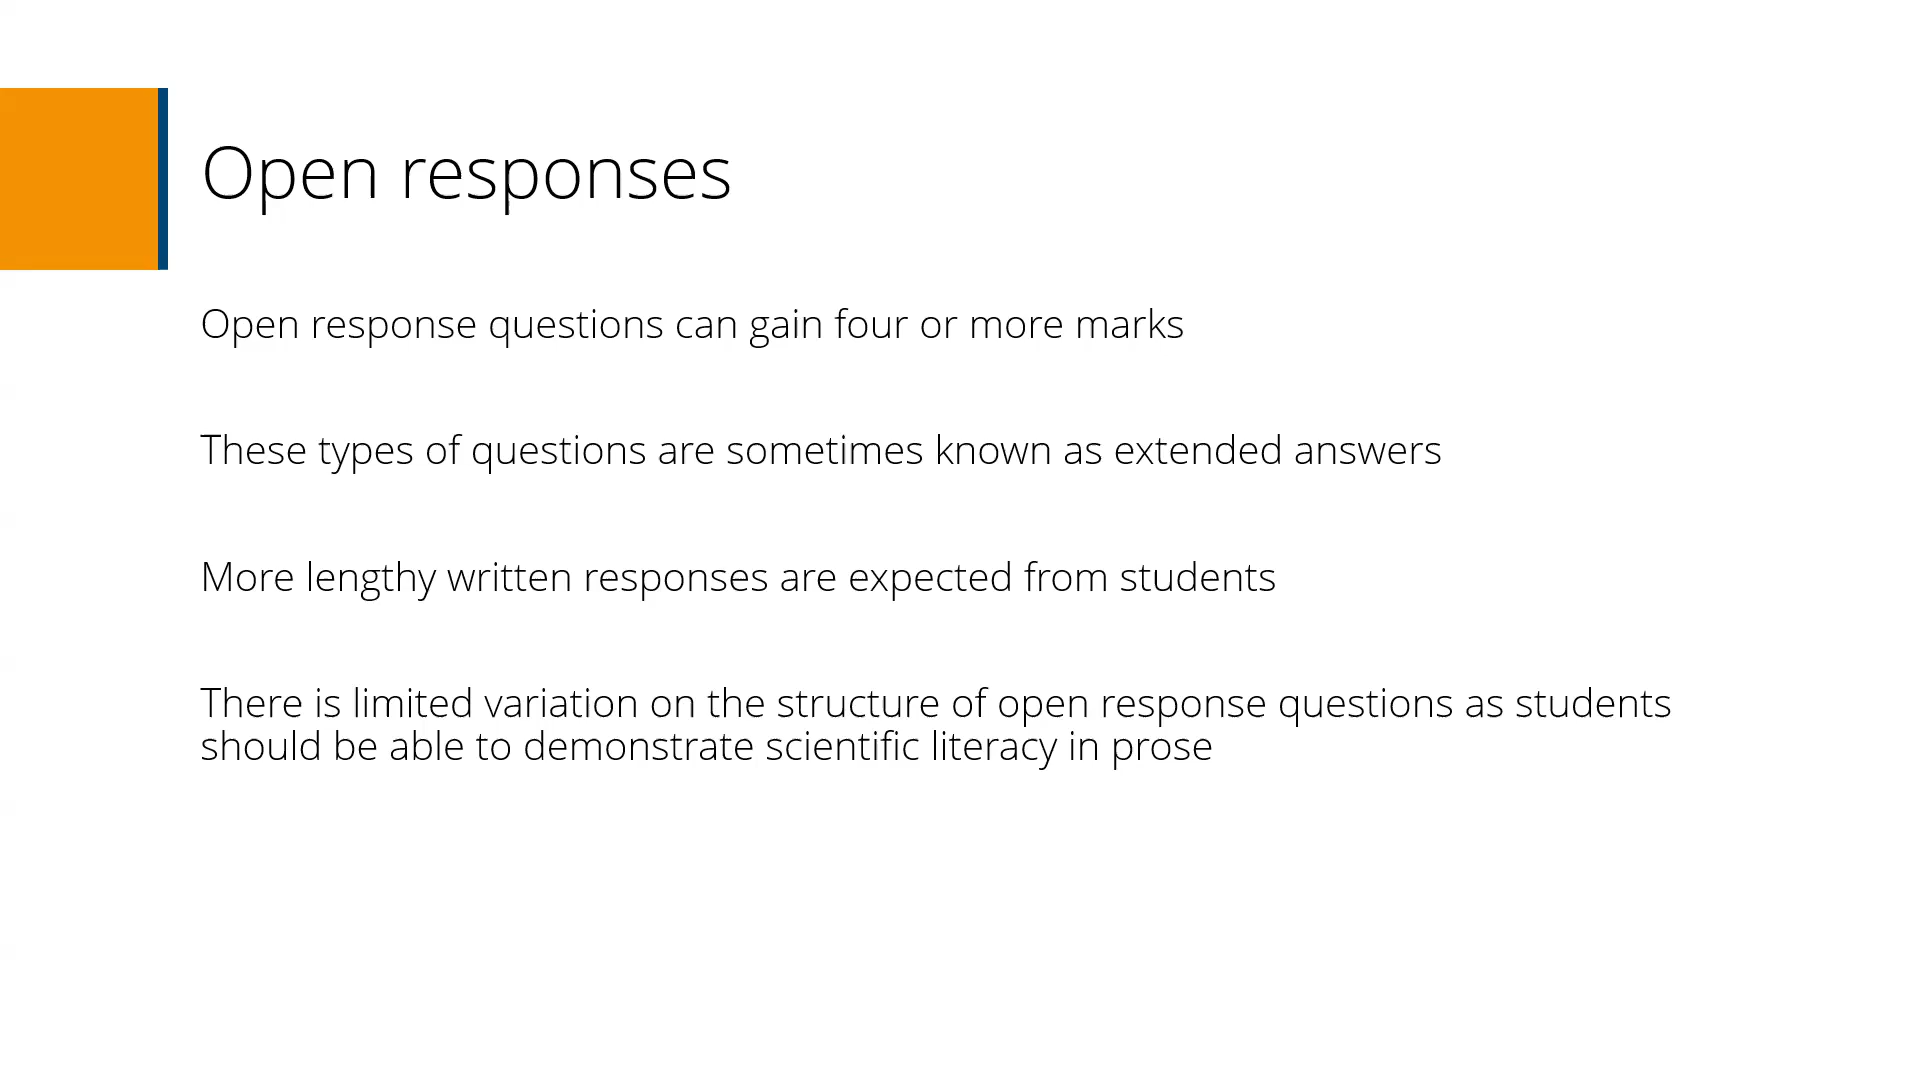 Open responses
Open response questions can gain four or more marks
These types of questions are sometimes known as extended answers
More lengthy written responses are expected from students
There is limited variation on the structure of open response questions as students
should be able to demonstrate scientific literacy in prose